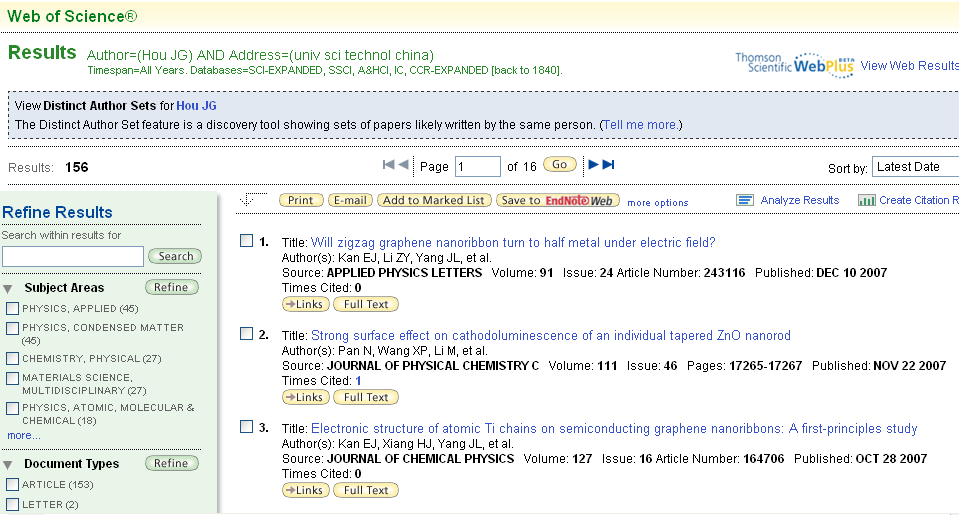 Web of Science®
Results Author=(Hou JG) AND Address=(univ sci technol china)
Timespan=All Years. Databases=SCI-EXPANDED, SSCI, A&HCI, IC, CCR-EXPANDED [back to 1840].
Thomson Scientific WebPlus BETA View Web Results
View Distinct Author Sets for Hou JG
The Distinct Author Set feature is a discovery tool showing sets of papers likely written by the same person. (Tell me more.)
Results: 156
Page 1 of 16 Go
Sort by: Latest Date
Refine Results
Search within results for
Search
Subject Areas Refine
PHYSICS, APPLIED (45)
PHYSICS, CONDENSED MATTER
(45)
CHEMISTRY, PHYSICAL (27)
MATERIALS SCIENCE,
MULTIDISCIPLINARY (27)
PHYSICS, ATOMIC, MOLECULAR &
CHEMICAL (18)
more...
Document Types Refine
ARTICLE (153)
LETTER (2)
Print E-mail Add to Marked List Save to EndNote Web more options
Analyze Results Create Citation R
1. Title: Will zigzag graphene nanoribbon turn to half metal under electric field?
Author(s): Kan EJ, Li ZY, Yang JL, et al.
Source: APPLIED PHYSICS LETTERS Volume: 91 Issue: 24 Article Number: 243116 Published: DEC 10 2007
Times Cited: 0
Links Full Text
2. Title: Strong surface effect on cathodoluminescence of an individual tapered ZnO nanorod
Author(s): Pan N, Wang XP, Li M, et al.
Source: JOURNAL OF PHYSICAL CHEMISTRY C Volume: 111 Issue: 46 Pages: 17265-17267 Published: NOV 22 2007
Times Cited: 1
Links Full Text
3. Title: Electronic structure of atomic Ti chains on semiconducting graphene nanoribbons: A first-principles study
Author(s): Kan EJ, Xiang HJ, Yang JL, et al.
Source: JOURNAL OF CHEMICAL PHYSICS Volume: 127 Issue: 16 Article Number: 164706 Published: OCT 28 2007
Times Cited: 0
Links Full Text